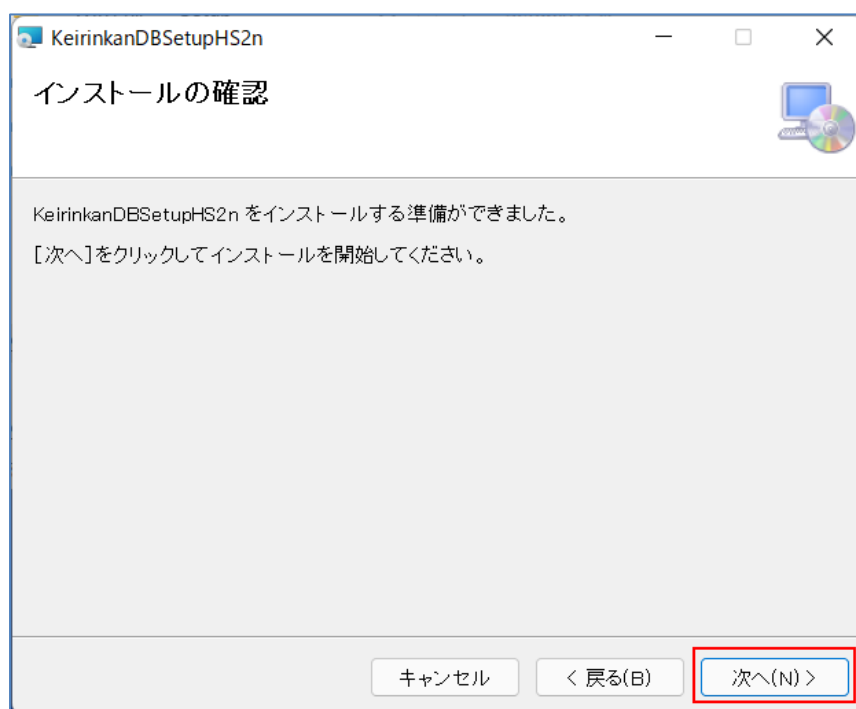 KeirinkanDBSetupHS2n
インストールの確認
KeirinkanDBSetupHS2n をインストールする準備ができました。
[次へ]をクリックしてインストールを開始してください。
キャンセル
< 戻る(B)
次へ(N) >